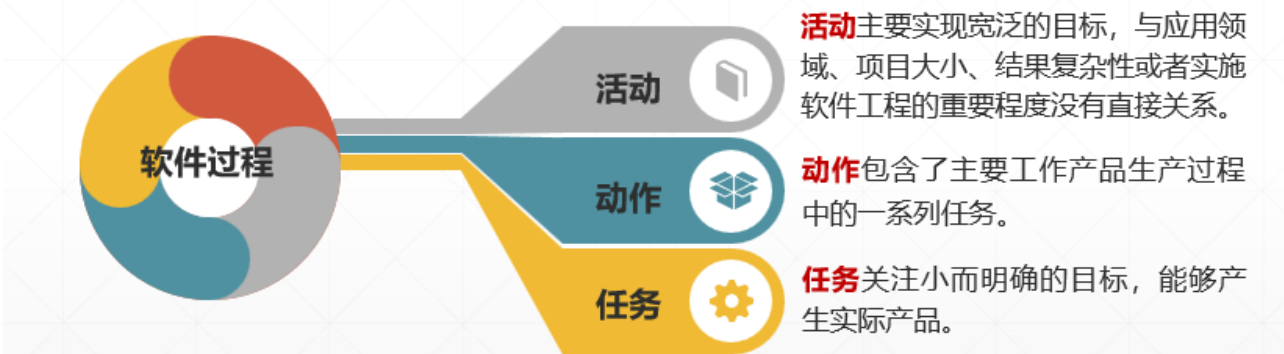 软件过程
活动
活动主要实现宽泛的目标，与应用领
域、项目大小、结果复杂性或者实施
软件工程的重要程度没有直接关系。
动作
动作包含了主要工作产品生产过程
中的一系列任务。
任务
任务关注小而明确的目标，能够产
生实际产品。